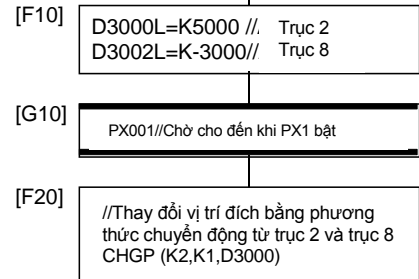 [F10]
D3000L=K5000 // Trục 2
D3002L=K-3000// Trục 8
[G10]
PX001//Chờ cho đến khi PX1 bật
[F20]
//Thay đổi vị trí đích bằng phương
thức chuyển động từ trục 2 và trục 8
CHGP (K2,K1,D3000)